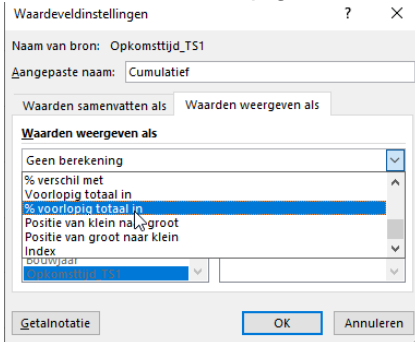 Waardeveldinstellingen ? ×
Naam van bron: Opkomsttijd_TS1
Aangepaste naam: Cumulatief
Waarden samenvatten als Waarden weergeven als
Waarden weergeven als
Geen berekening
% verschil met
Voorlopig totaal in
% voorlopig totaal in
Positie van klein naar groot
Positie van groot naar klein
Index
Bouwjaar
Opkomsttijd_TS1
Getalnotatie OK Annuleren